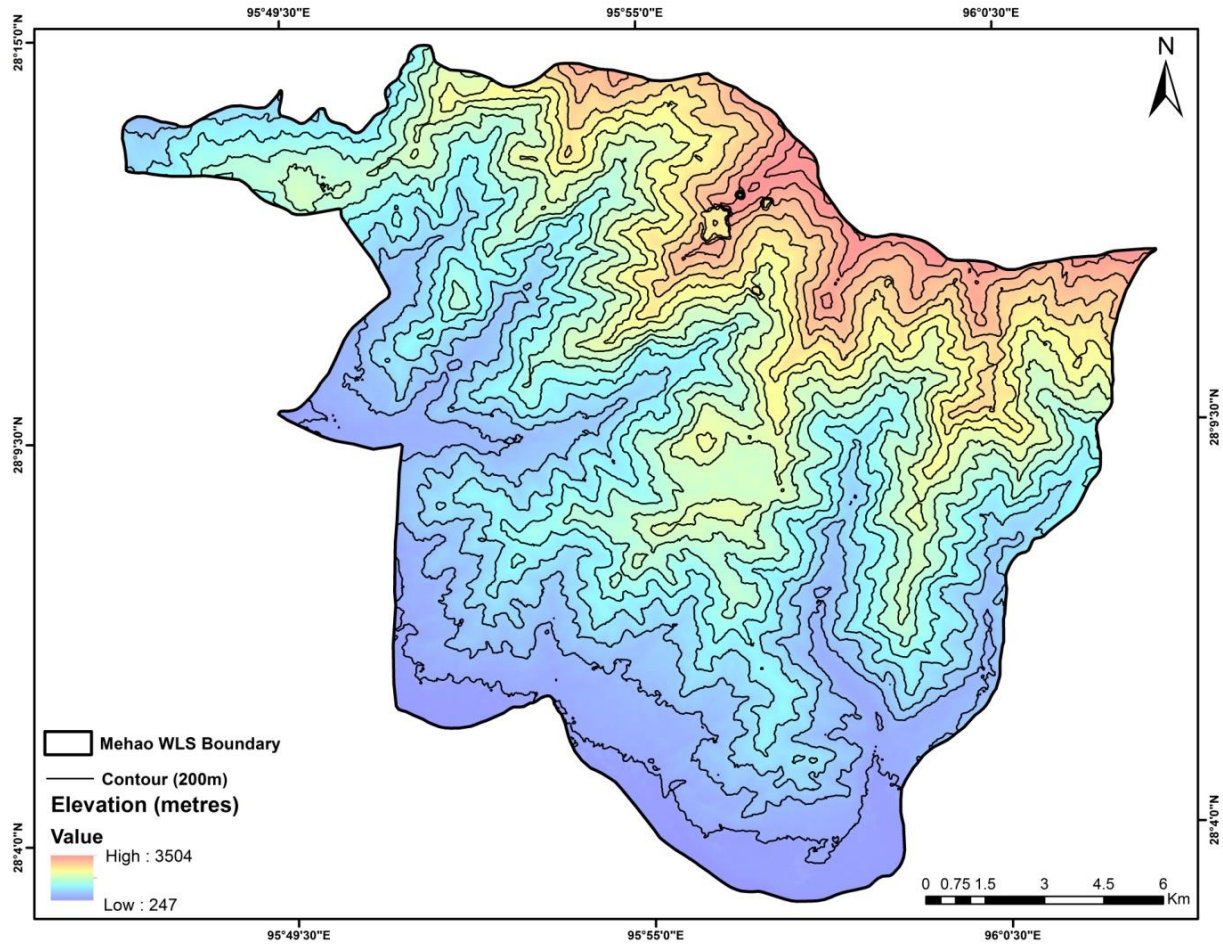 95°49'30"E 95°55'0"E 96°0'30"E
28°15'0"N
N
28°9'30"N 28°9'30"N
Mehao WLS Boundary
Contour (200m)
Elevation (metres)
Value
High : 3504
Low : 247
28°4'0"N 28°4'0"N
0 0.75 1.5 3 4.5 6
Km
95°49'30"E 95°55'0"E 96°0'30"E